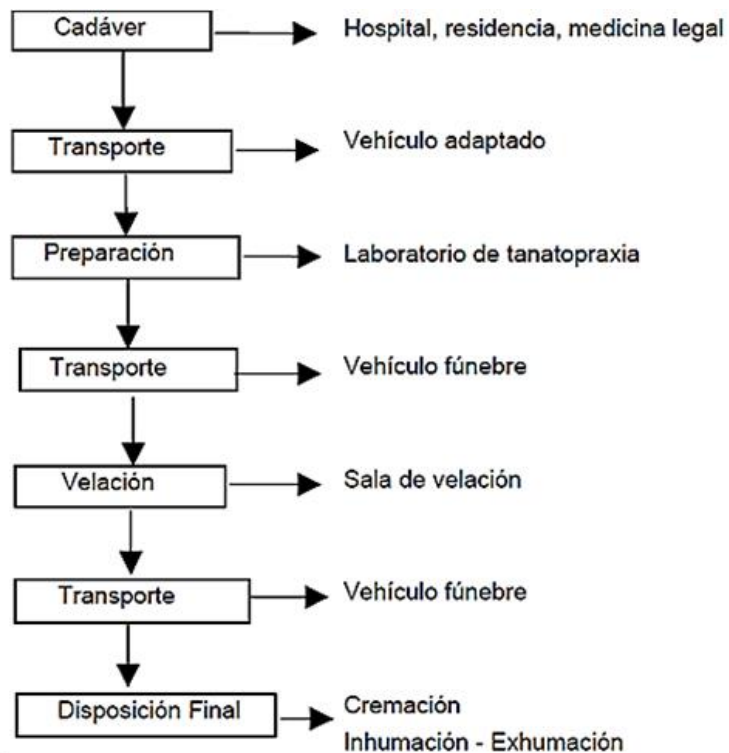 Cadáver
Hospital, residencia, medicina legal
Transporte
Vehículo adaptado
Preparación
Laboratorio de tanatopraxia
Transporte
Vehículo fúnebre
Velación
Sala de velación
Transporte
Vehículo fúnebre
Disposición Final
Cremación
Inhumación - Exhumación